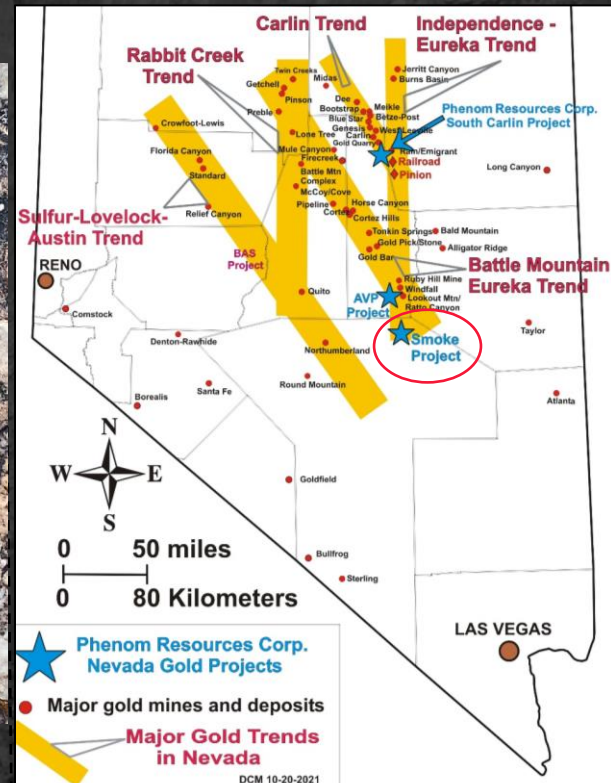 Carlin Trend
Independence -
Eureka Trend
Rabbit Creek
Trend
Twin Creeks
Midas
Jerritt Canyon
Burns Basin
Getchell
Pinson
Preble
Dee
Bootstrap
Meikle
Blue Star
Betze-Post
Genesis
West Leeville
Carlin
Gold Quarry
Phenom Resources Corp.
South Carlin Project
Crowfoot-Lewis
Lone Tree
Mule Canyon
Rain/Emigrant
Florida Canyon
Firecreek
Railroad
Standard
Battle Mtn
Complex
Pinion
Long Canyon
McCoy/Cove
Horse Canyon
Relief Canyon
Pipeline
Cortez
Cortez Hills
Sulfur-Lovelock-
Austin Trend
Tonkin Springs
Bald Mountain
Gold Pick/Stone
Alligator Ridge
BAS
Project
Gold Bar
Battle Mountain
Eureka Trend
RENO
Ruby Hill Mine
Quito
Windfall
AVP
Project
Lookout Mtn/
Ratto Canyon
Comstock
Smoke
Project
Taylor
Denton-Rawhide
Northumberland
Borealis
Santa Fe
Round Mountain
Atlanta
N
W
E
S
Goldfield
0 50 miles
0 80 Kilometers
Bullfrog
Sterling
LAS VEGAS
Phenom Resources Corp.
Nevada Gold Projects
Major gold mines and deposits
Major Gold Trends
in Nevada
DCM 10-20-2021